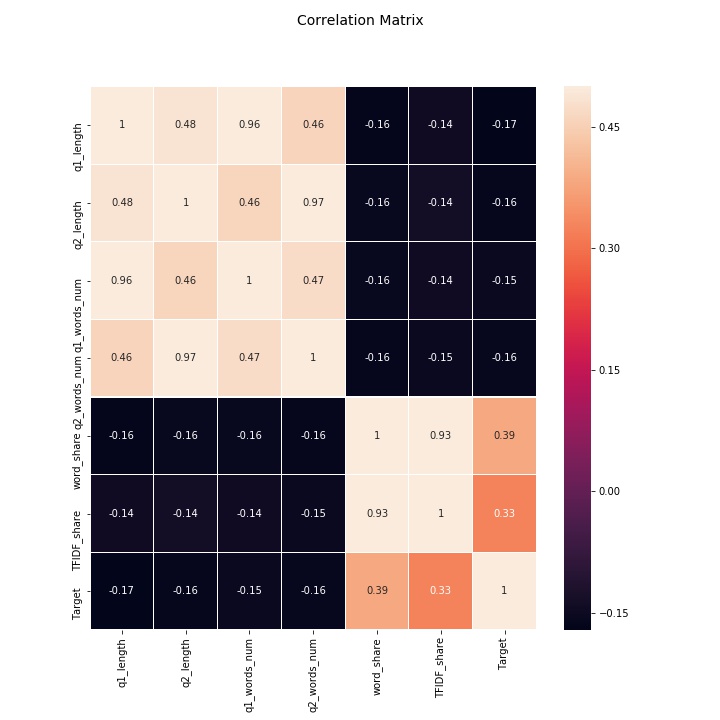 Correlation Matrix
q1_length 1 0.48 0.96 0.46 -0.16 -0.14 -0.17
q2_length 0.48 1 0.46 0.97 -0.16 -0.14 -0.16
q1_words_num 0.96 0.46 1 0.47 -0.16 -0.14 -0.15
q2_words_num 0.46 0.97 0.47 1 -0.16 -0.15 -0.16
word_share -0.16 -0.16 -0.16 -0.16 1 0.93 0.39
TFIDF_share -0.14 -0.14 -0.14 -0.15 0.93 1 0.33
Target -0.17 -0.16 -0.15 -0.16 0.39 0.33 1
q1_length
q2_length
q1_words_num
q2_words_num
word_share
TFIDF_share
Target
0.45
0.30
0.15
0.00
−0.15